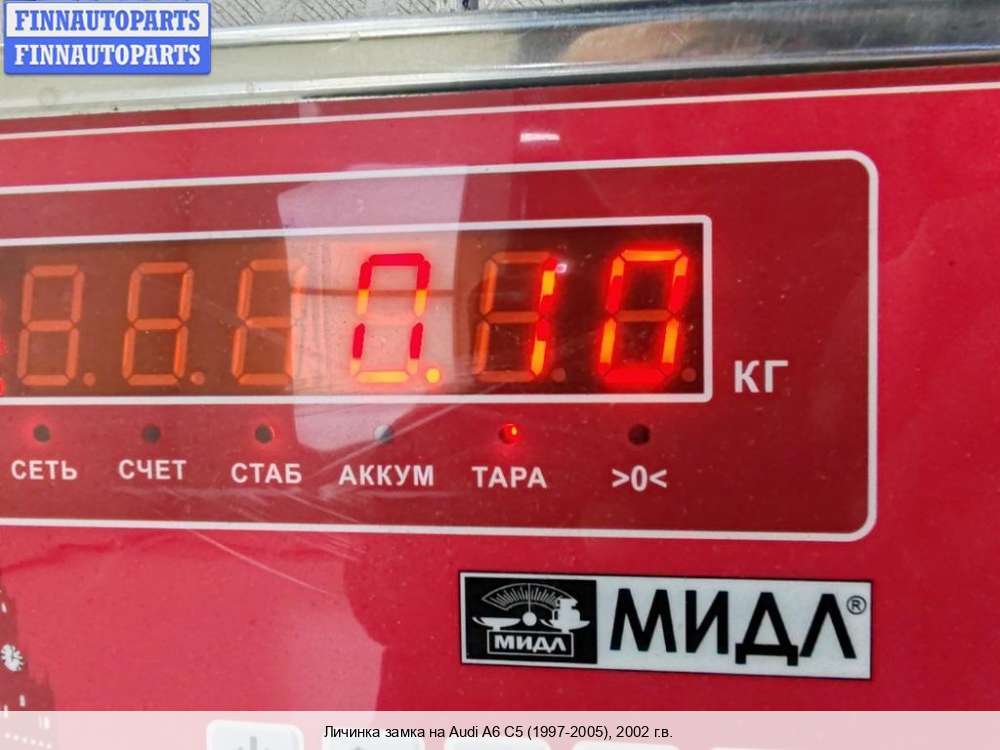 FINNAUTOPARTS
FINNAUTOPARTS
0.10
КГ
СЕТЬ СЧЕТ СТАБ АККУМ ТАРА >0<
МИДЛ МИДЛ®
Личинка замка на Audi A6 C5 (1997-2005), 2002 г.в.